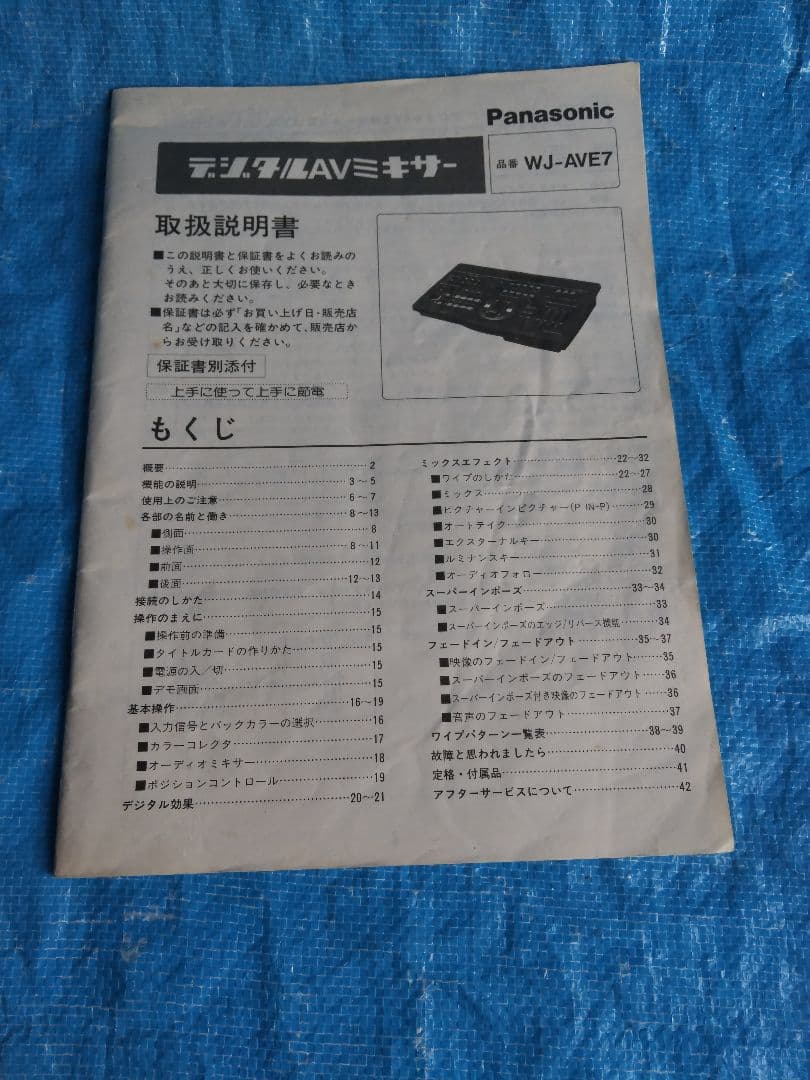 Panasonic
デジタルAVミキサー
品番 WJ-AVE7
取扱説明書
■この説明書と保証書をよくお読みの
うえ、正しくお使いください。
そのあと大切に保存し、必要なとき
お読みください。
■保証書は必ず「お買い上げ日・販売店
名」などの記入を確かめて、販売店か
らお受け取りください。
保証書別添付
上手に使って上手に節電
もくじ
概要……2
機能の説明……3～5
使用上のご注意……6～7
各部の名前と働き……8～13
■側面……8
■操作面……8～11
■前面……12
■後面……12～13
接続のしかた……14
操作のまえに……15
■操作前の準備……15
■タイトルカードの作りかた……15
■電源の入／切……15
■デモ画面……15
基本操作……16～19
■入力信号とバックカラーの選択……16
■カラーコレクタ……17
■オーディオミキサー……18
■ポジションコントロール……19
デジタル効果……20～21
ミックスエフェクト……22～32
■ワイプのしかた……22～27
■ミックス……28
■ピクチャーインピクチャー(P IN-P)……29
■オートテイク……30
■エクスターナルキー……30
■ルミナンスキー……31
■オーディオフォロー……32
スーパーインポーズ……33～34
■スーパーインポーズ……33
■スーパーインポーズのエッジ/リバース機能……34
フェードイン/フェードアウト……35～37
■映像のフェードイン/フェードアウト……35
■スーパーインポーズのフェードアウト……36
■スーパーインポーズ付き映像のフェードアウト……36
■音声のフェードアウト……37
ワイプパターン一覧表……38～39
故障と思われましたら……40
定格・付属品……41
アフターサービスについて……42